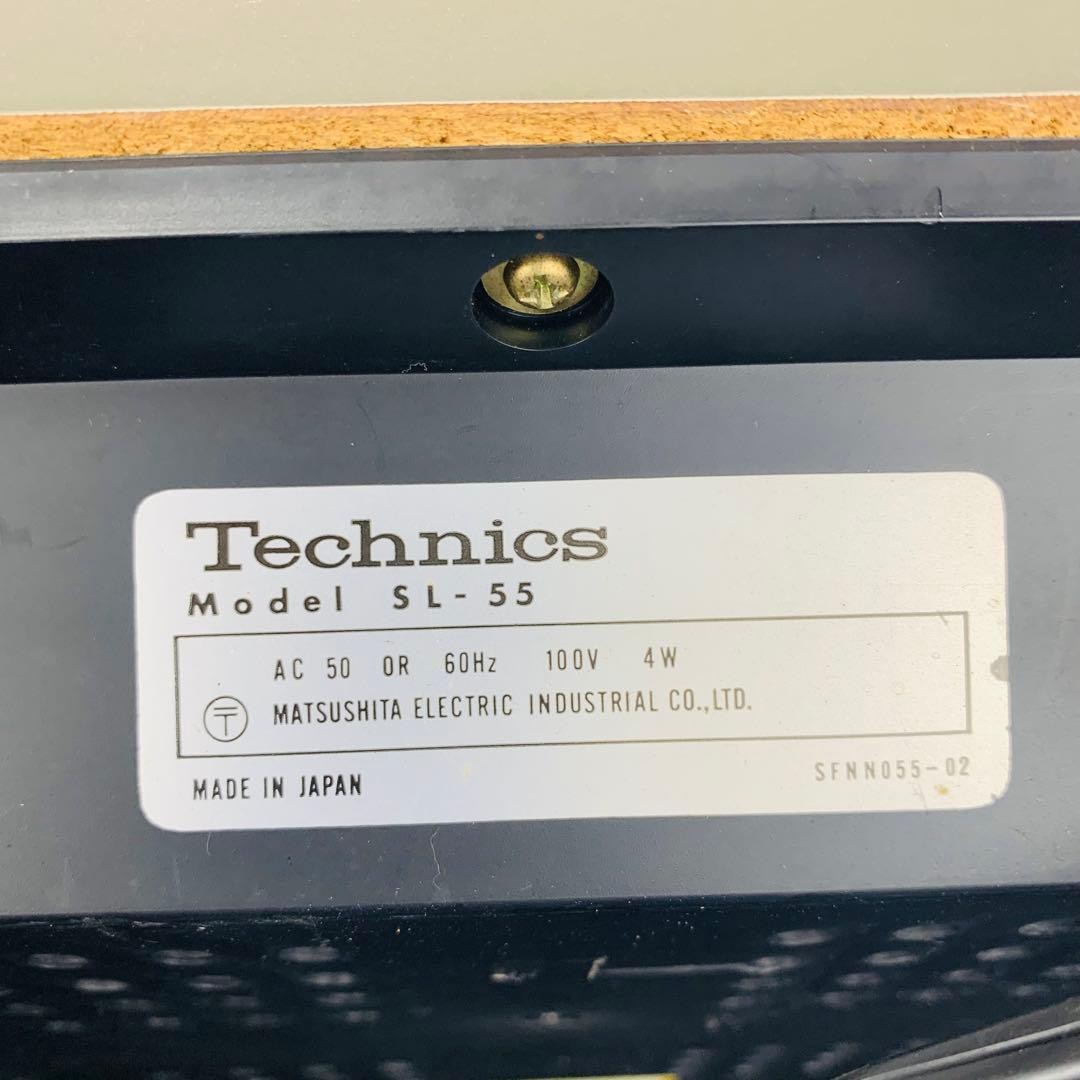 Technics
Model SL-55
AC 50 OR 60Hz 100V 4W
〒 MATSUSHITA ELECTRIC INDUSTRIAL CO.,LTD.
MADE IN JAPAN
SFNN055-02